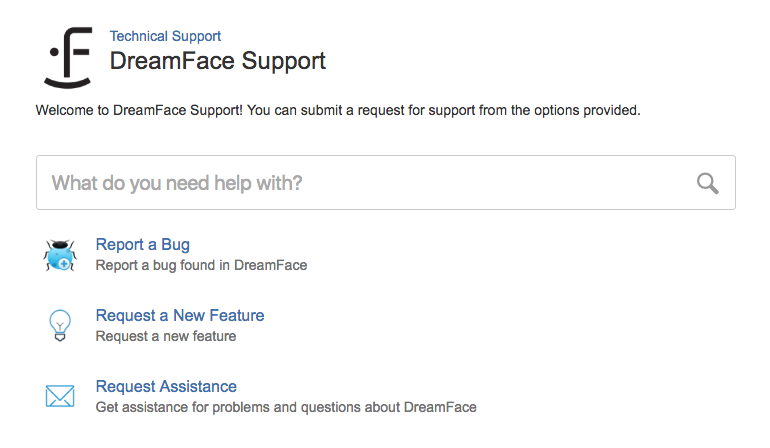 Technical Support
DreamFace Support
Welcome to DreamFace Support! You can submit a request for support from the options provided.
What do you need help with?
Report a Bug
Report a bug found in DreamFace
Request a New Feature
Request a new feature
Request Assistance
Get assistance for problems and questions about DreamFace